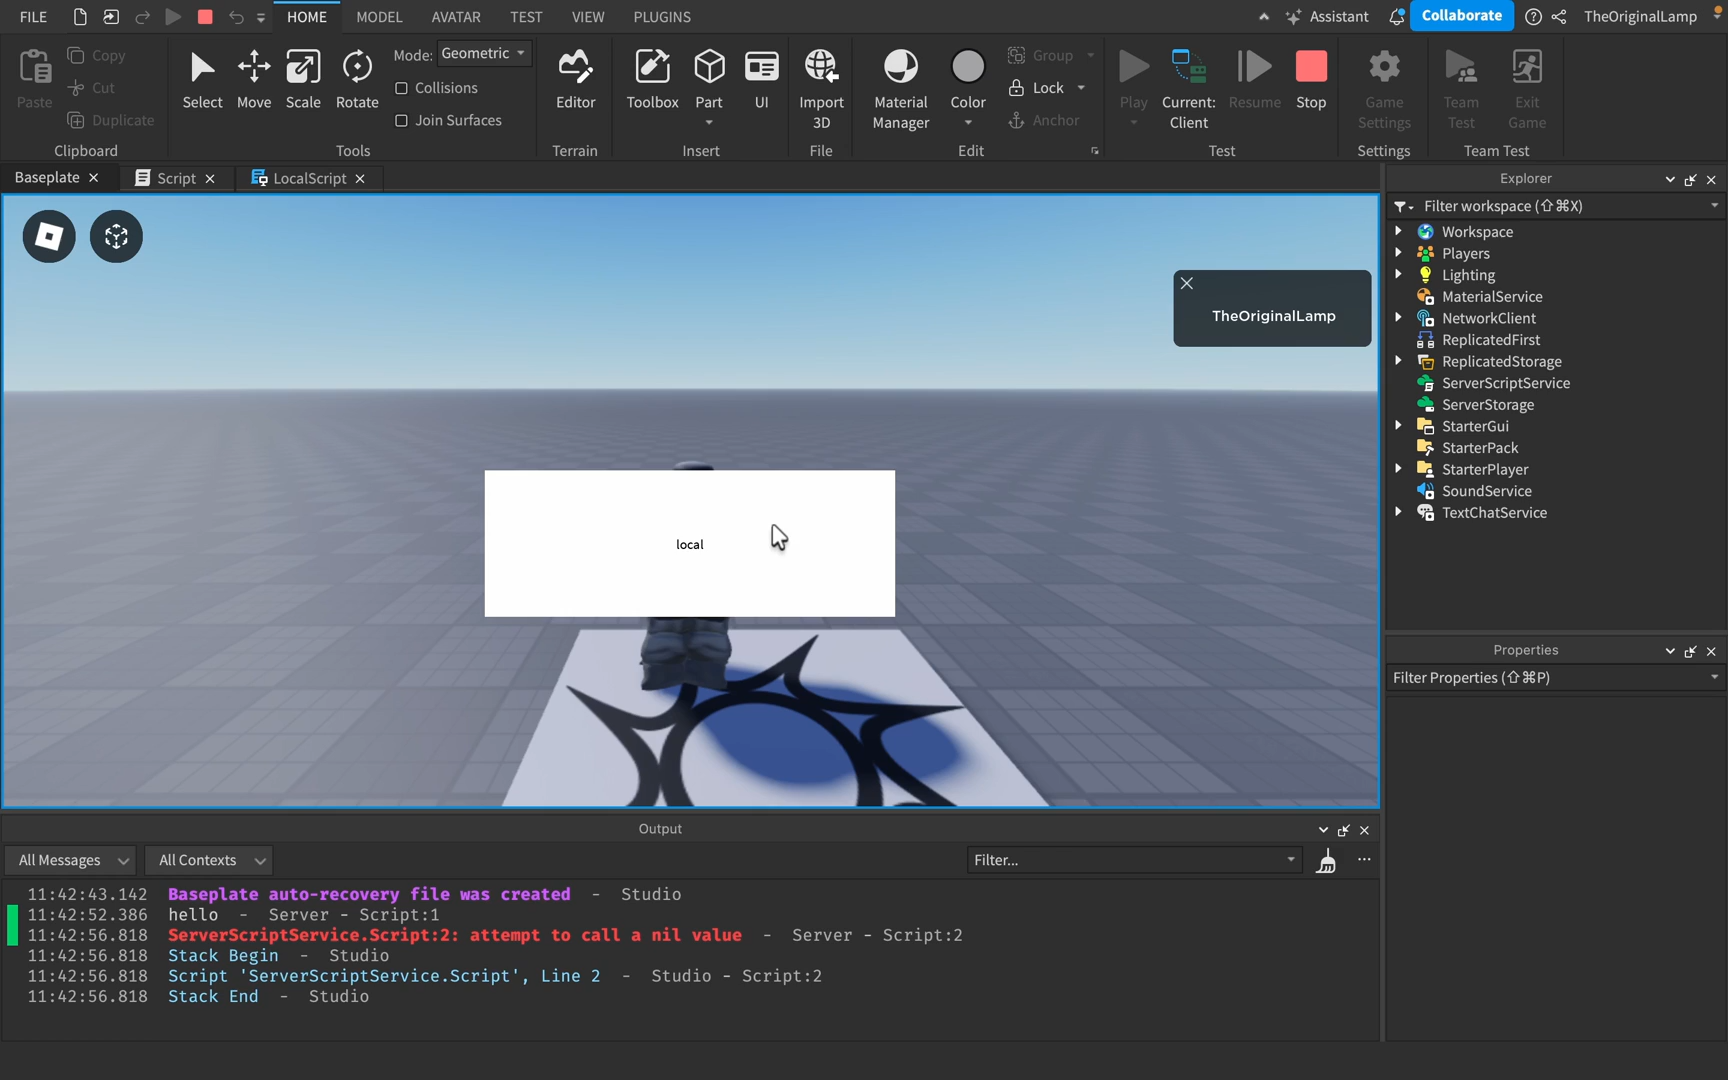 FILE HOME MODEL AVATAR TEST VIEW PLUGINS Assistant Collaborate TheOriginalLamp
Paste Copy Cut Duplicate
Clipboard
Select Move Scale Rotate
Mode: Geometric
Collisions
Join Surfaces
Tools
Editor
Terrain
Toolbox Part UI
Insert
Import 3D
File
Material Manager Color
Group
Lock
Anchor
Edit
Play Current: Client Resume Stop
Test
Game Settings
Settings
Team Test Exit Game
Team Test
Baseplate Script LocalScript
TheOriginalLamp
local
Explorer
Filter workspace (⇧⌘X)
Workspace
Players
Lighting
MaterialService
NetworkClient
ReplicatedFirst
ReplicatedStorage
ServerScriptService
ServerStorage
StarterGui
StarterPack
StarterPlayer
SoundService
TextChatService
Properties
Filter Properties (⇧⌘P)
Output
All Messages All Contexts Filter...
11:42:43.142 Baseplate auto-recovery file was created - Studio
11:42:52.386 hello - Server - Script:1
11:42:56.818 ServerScriptService.Script:2: attempt to call a nil value - Server - Script:2
11:42:56.818 Stack Begin - Studio
11:42:56.818 Script 'ServerScriptService.Script', Line 2 - Studio - Script:2
11:42:56.818 Stack End - Studio